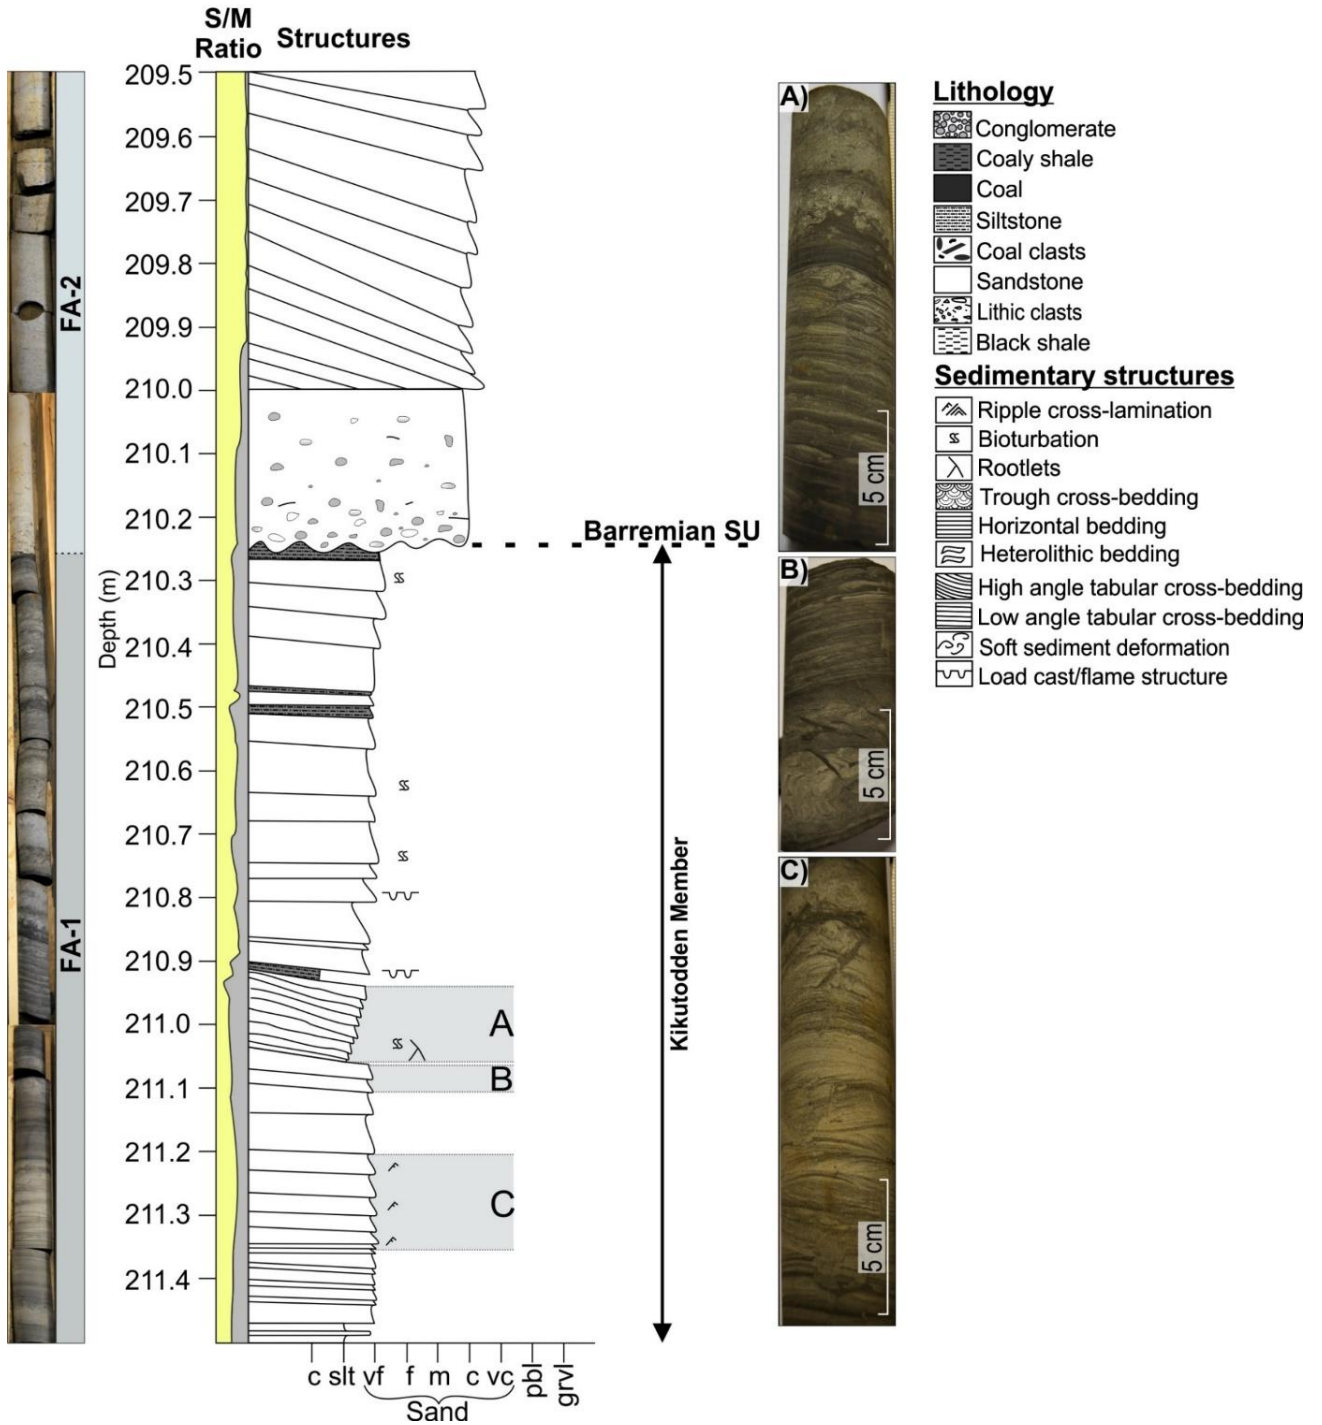 S/M
Ratio
Structures
209.5
209.6
209.7
209.8
209.9
210.0
210.1
210.2
210.3
210.4
210.5
210.6
210.7
210.8
210.9
211.0
211.1
211.2
211.3
211.4
Depth (m)
FA-2
FA-1
Barremian SU
Kikutodden Member
A
B
C
c slt vf f m c vc pbl grvl
Sand
A)
5 cm
B)
5 cm
C)
5 cm
Lithology
Conglomerate
Coaly shale
Coal
Siltstone
Coal clasts
Sandstone
Lithic clasts
Black shale
Sedimentary structures
Ripple cross-lamination
Bioturbation
Rootlets
Trough cross-bedding
Horizontal bedding
Heterolithic bedding
High angle tabular cross-bedding
Low angle tabular cross-bedding
Soft sediment deformation
Load cast/flame structure